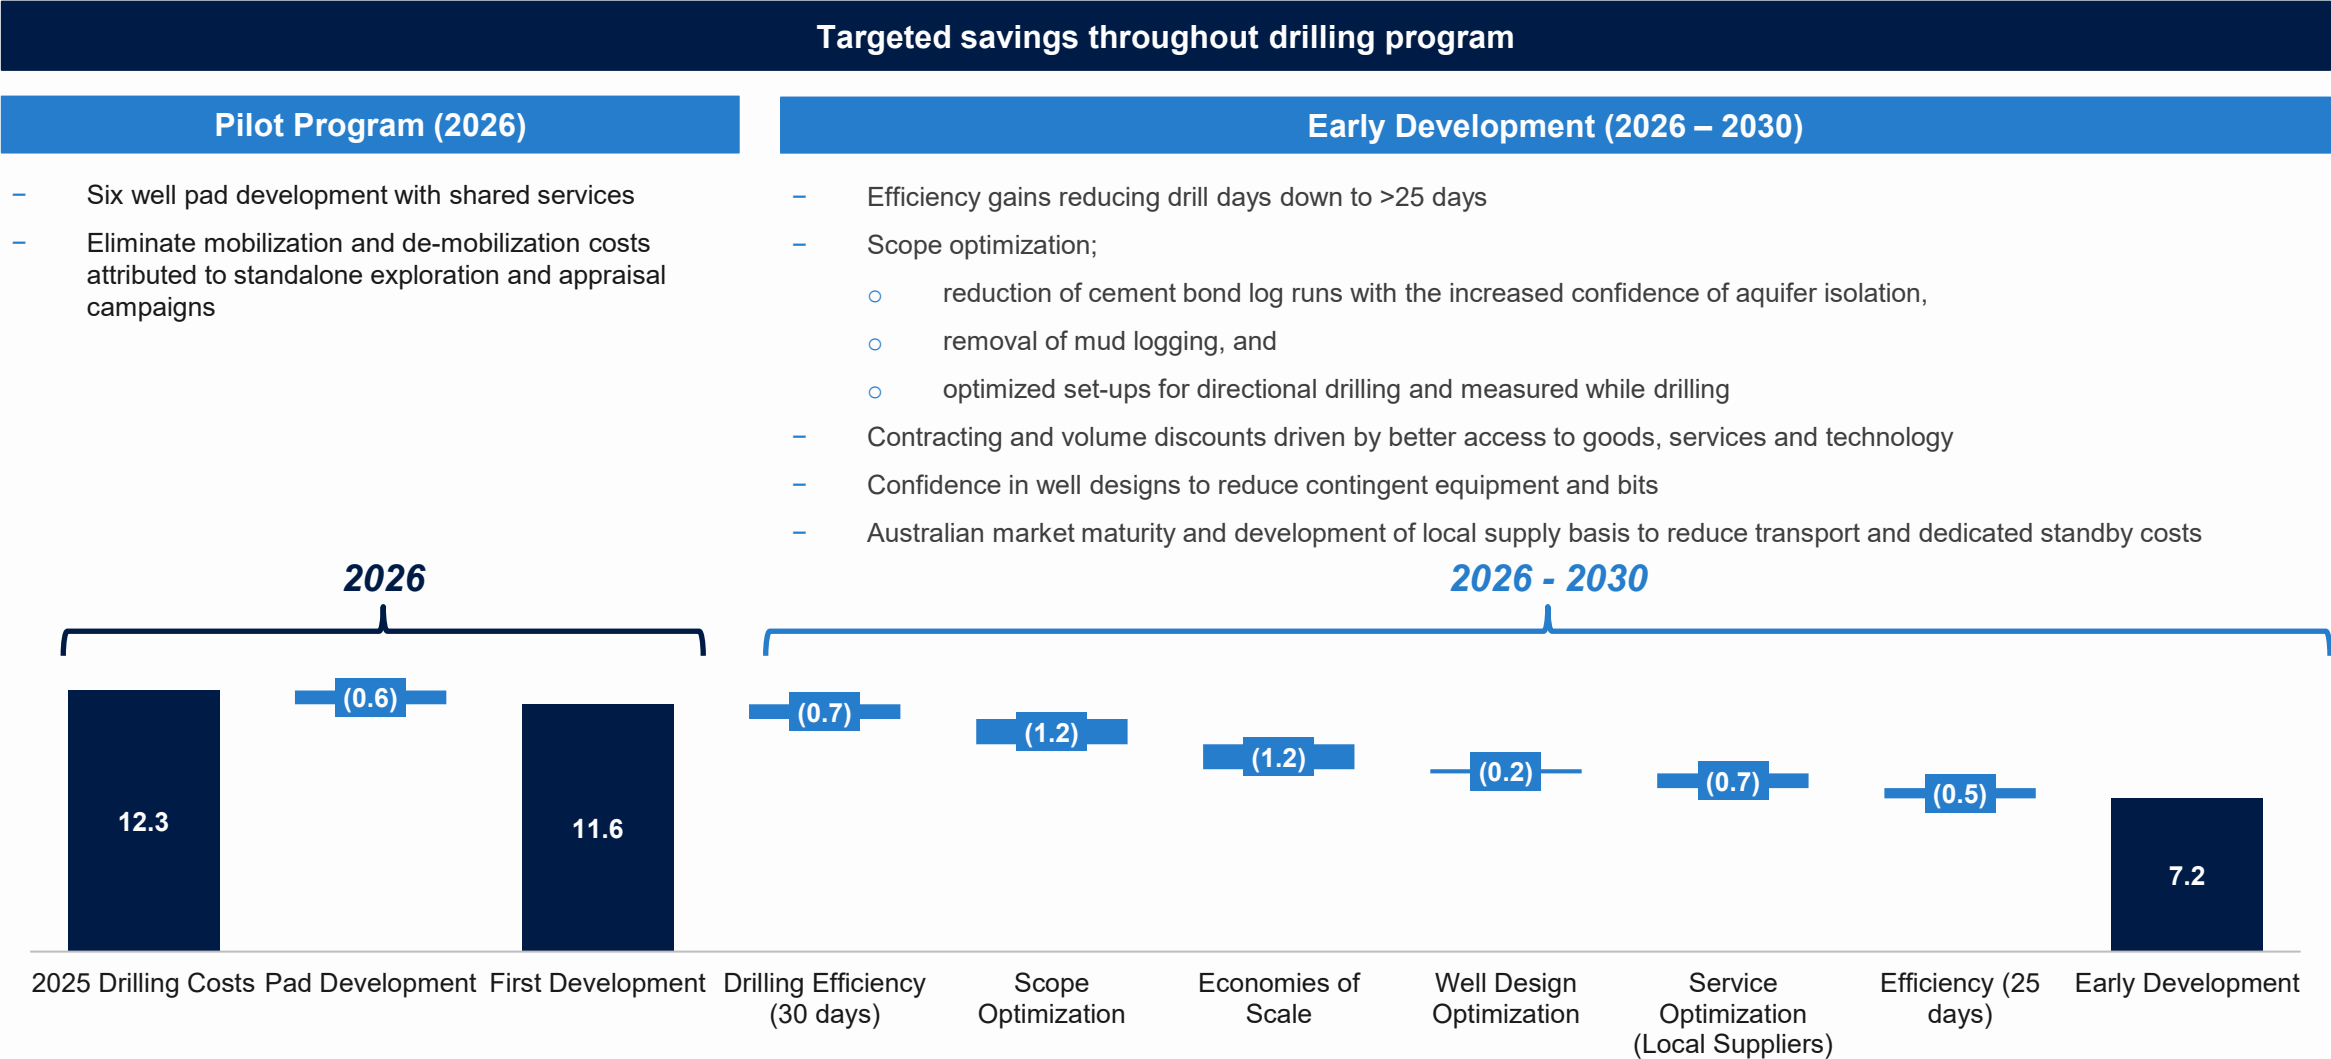 Targeted savings throughout drilling program
Pilot Program (2026)
– Six well pad development with shared services
– Eliminate mobilization and de-mobilization costs
attributed to standalone exploration and appraisal
campaigns
Early Development (2026 – 2030)
– Efficiency gains reducing drill days down to >25 days
– Scope optimization;
o reduction of cement bond log runs with the increased confidence of aquifer isolation,
o removal of mud logging, and
o optimized set-ups for directional drilling and measured while drilling
– Contracting and volume discounts driven by better access to goods, services and technology
– Confidence in well designs to reduce contingent equipment and bits
– Australian market maturity and development of local supply basis to reduce transport and dedicated standby costs
2026
2026 - 2030
12.3
(0.6)
11.6
(0.7)
(1.2)
(1.2)
(0.2)
(0.7)
(0.5)
7.2
2025 Drilling Costs
Pad Development
First Development
Drilling Efficiency
(30 days)
Scope
Optimization
Economies of
Scale
Well Design
Optimization
Service
Optimization
(Local Suppliers)
Efficiency (25
days)
Early Development